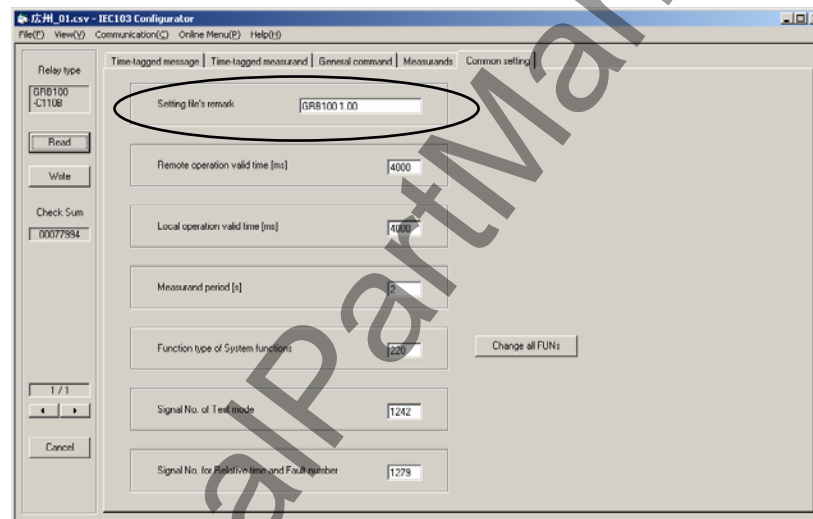 広州_01.csv - IEC103 Configurator
File(F) View(V) Communication(C) Online Menu(P) Help(H)
Time-tagged message Time-tagged measurand General command Measurands Common setting
Relay type
GRB100
-C110B
Setting file's remark GRB100 1.00
Read
Remote operation valid time [ms] 4000
Write
Check Sum
00077994
Local operation valid time [ms] 4000
Measurand period [s] 2
Function type of System functions 220 Change all FUNs
1 / 1
Signal No. of Test mode 1242
Cancel
Signal No. for Relative time and Fault number 1279